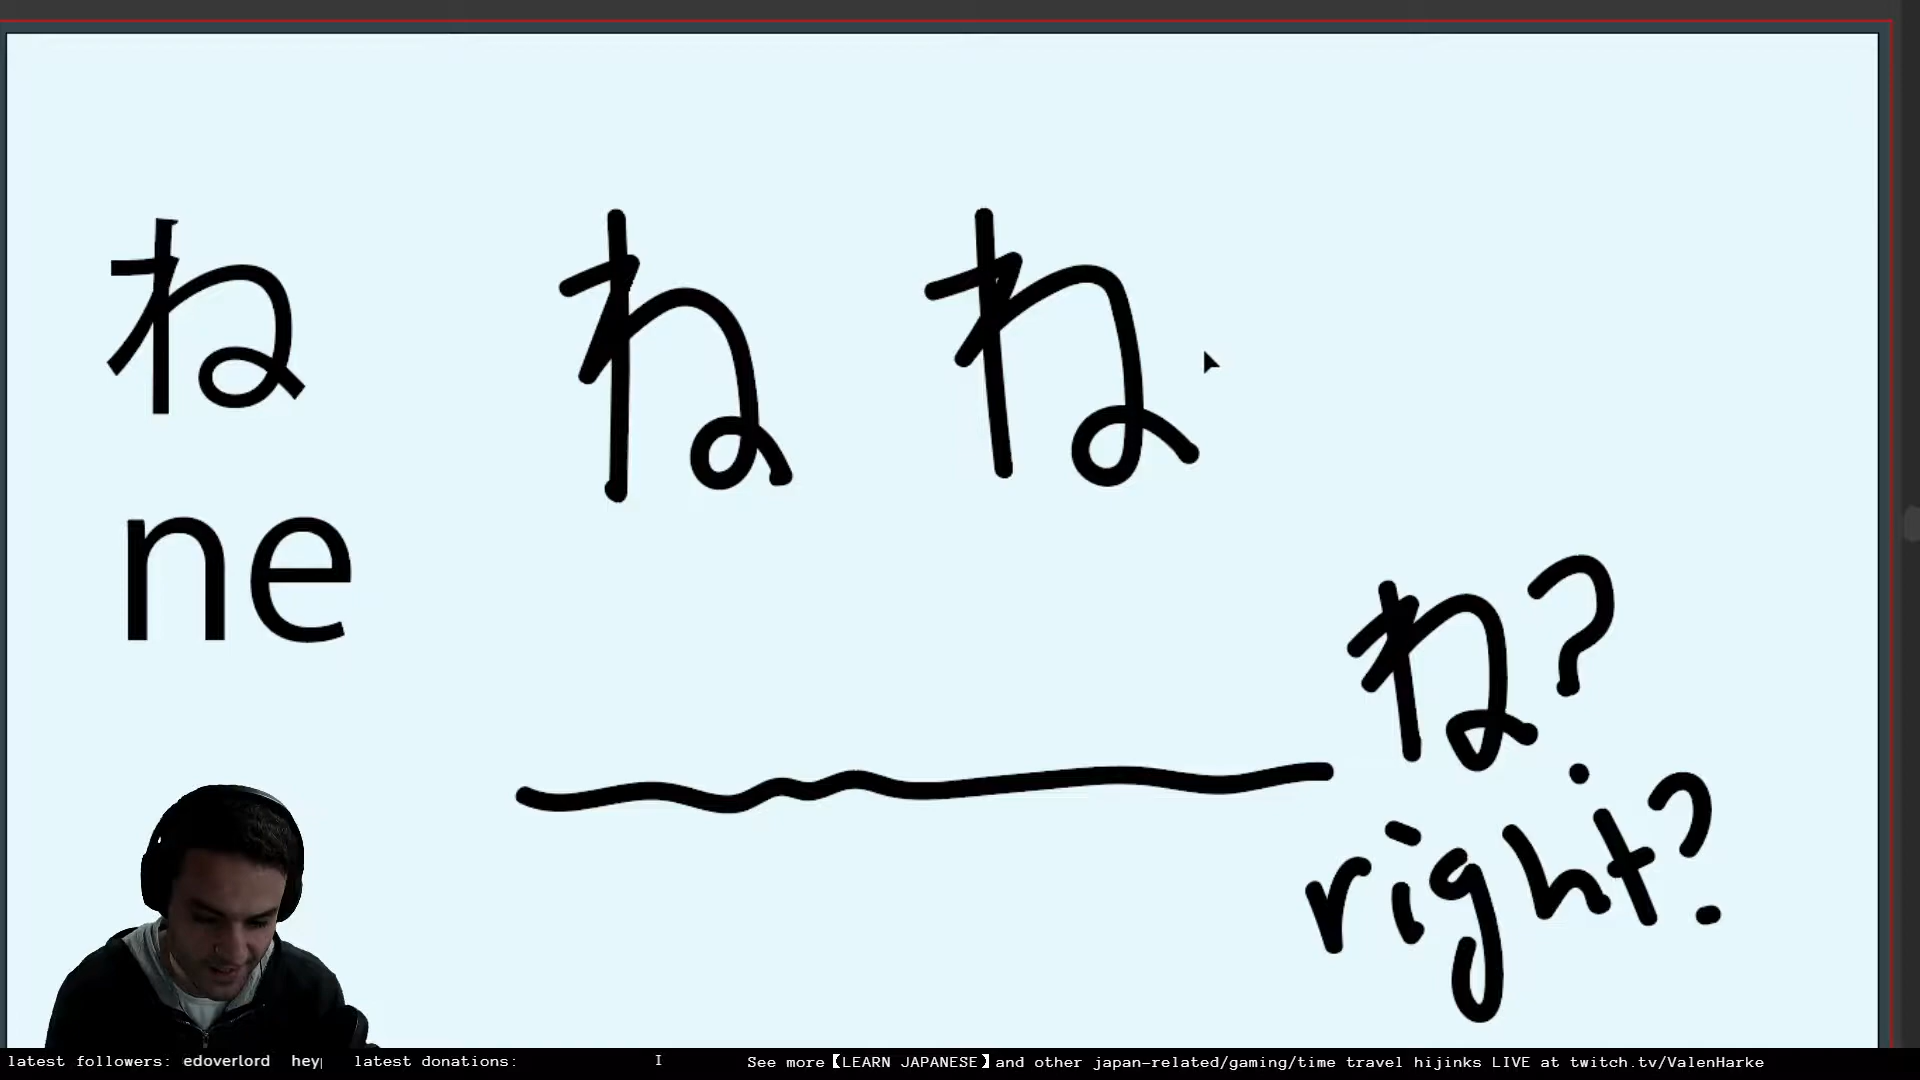 ね ね ね
ne
ね?
right?
latest followers: edoverlord hey latest donations: See more【LEARN JAPANESE】and other japan-related/gaming/time travel hijinks LIVE at twitch.tv/ValenHarke